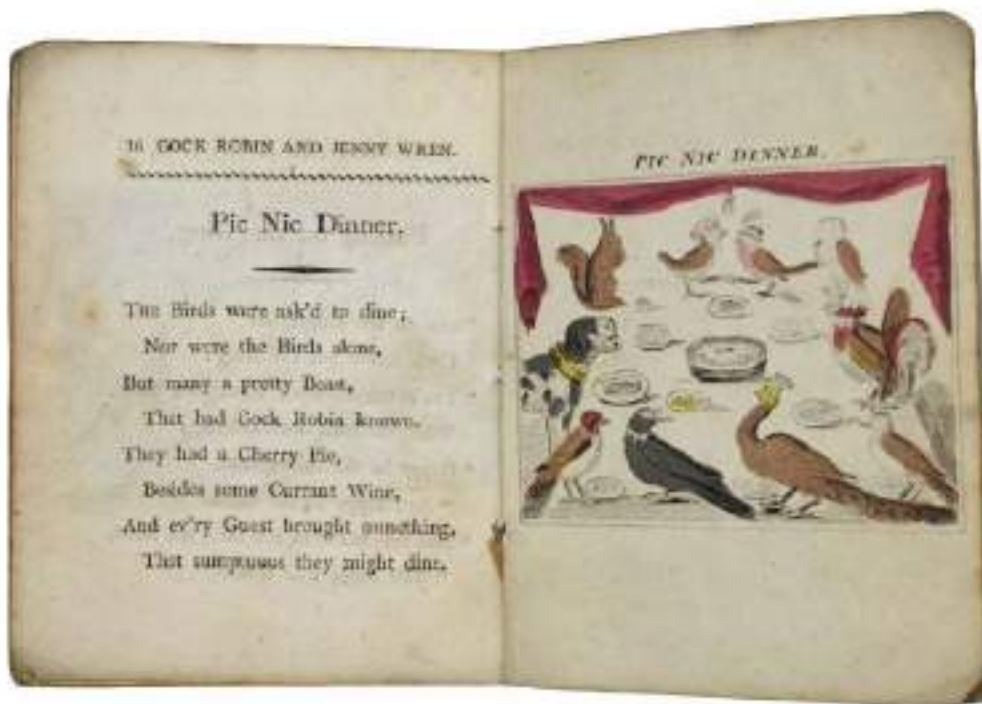 16 COCK ROBIN AND JENNY WREN.
Pic Nic Dinner.
The Birds were ask'd to dine;
Nor were the Birds alone,
But many a pretty Beast,
That had Cock Robin known.
They had a Cherry Pie,
Besides some Currant Wine,
And ev'ry Guest brought something,
That sumptuous they might dine.
PIC NIC DINNER.